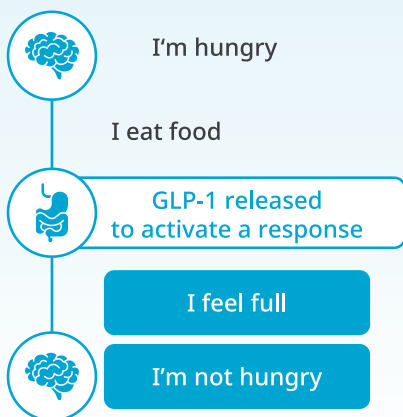 I'm hungry
I eat food
GLP-1 released
to activate a response
I feel full
I'm not hungry